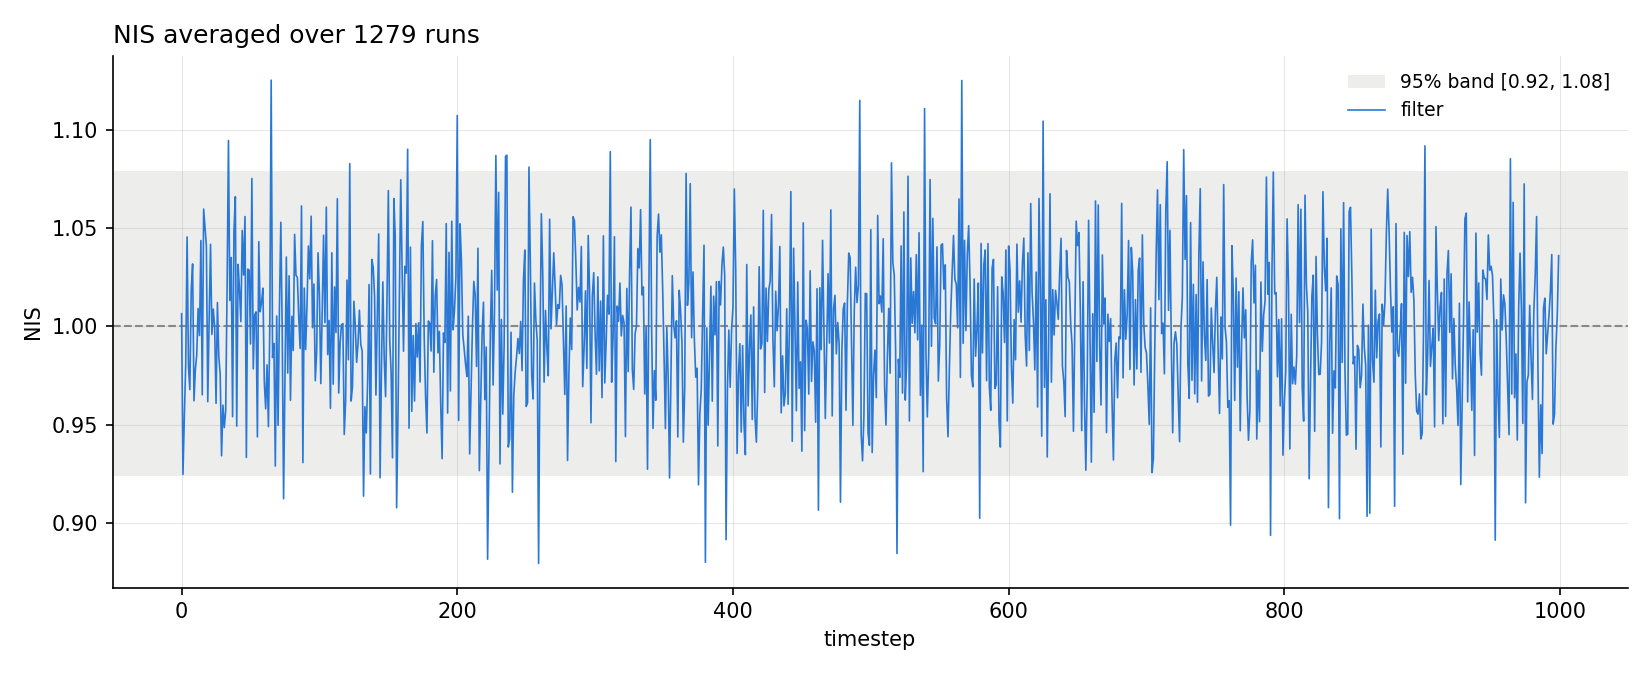 NIS averaged over 1279 runs
95% band [0.92, 1.08]
filter
1.10
1.05
1.00
0.95
0.90
NIS
0 200 400 600 800 1000
timestep